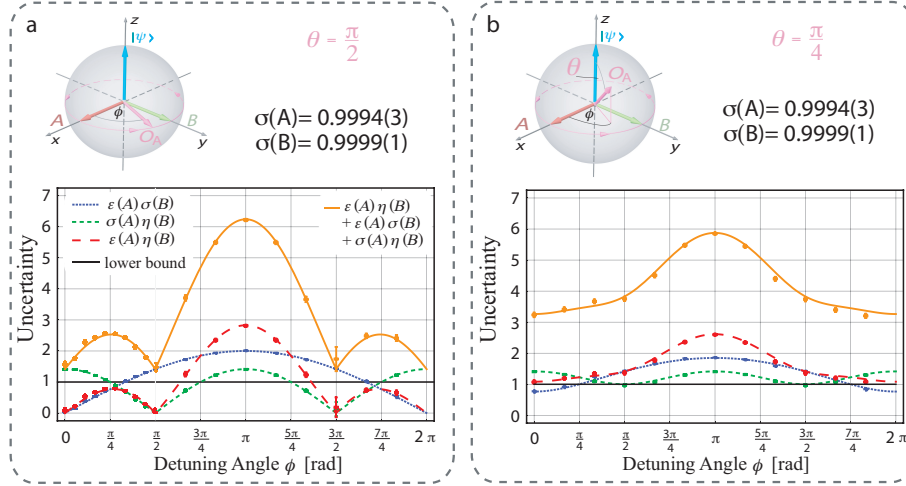 a
z
|ψ⟩
θ = π/2
A
ϕ
O_A
B
x
y
σ(A) = 0.9994(3)
σ(B) = 0.9999(1)
Uncertainty
7
6
5
4
3
2
1
0
ε(A)σ(B)
σ(A)η(B)
ε(A)η(B)
lower bound
ε(A)η(B)
+ ε(A)σ(B)
+ σ(A)η(B)
0 π/4 π/2 3π/4 π 5π/4 3π/2 7π/4 2π
Detuning Angle ϕ [rad]
b
z
|ψ⟩
θ = π/4
θ
O_A
A
ϕ
B
x
y
σ(A) = 0.9994(3)
σ(B) = 0.9999(1)
Uncertainty
7
6
5
4
3
2
1
0
0 π/4 π/2 3π/4 π 5π/4 3π/2 7π/4 2π
Detuning Angle ϕ [rad]